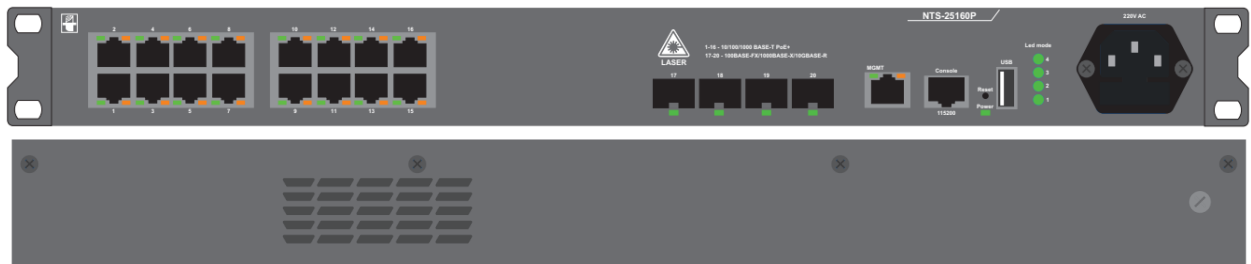 NTS-25160P
220V AC
2 4 6 8 10 12 14 16
1-16 - 10/100/1000 BASE-T PoE+
17-20 - 100BASE-FX/1000BASE-X/10GBASE-R
LASER
17 18 19 20
MGMT
Console
USB
Led mode
4
3
2
1
Reset
Power
115200
1 3 5 7 9 11 13 15